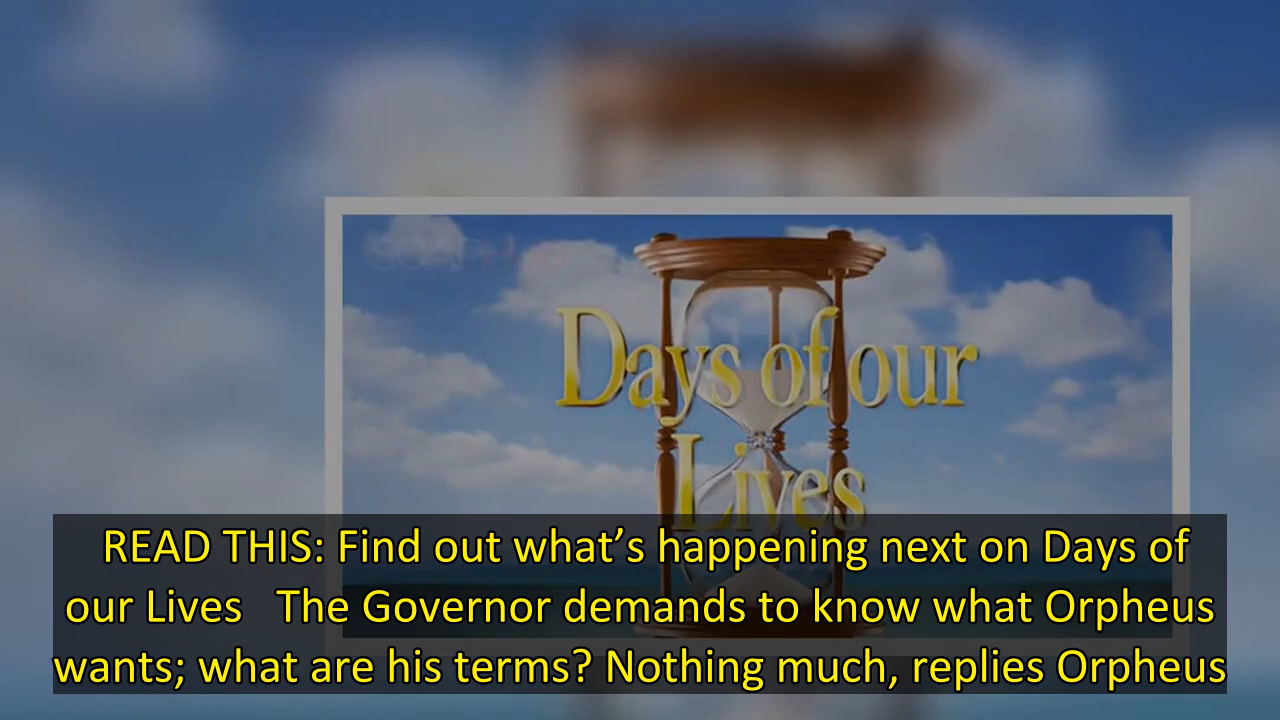 Days of our
Lives
READ THIS: Find out what’s happening next on Days of
our Lives   The Governor demands to know what Orpheus
wants; what are his terms? Nothing much, replies Orpheus